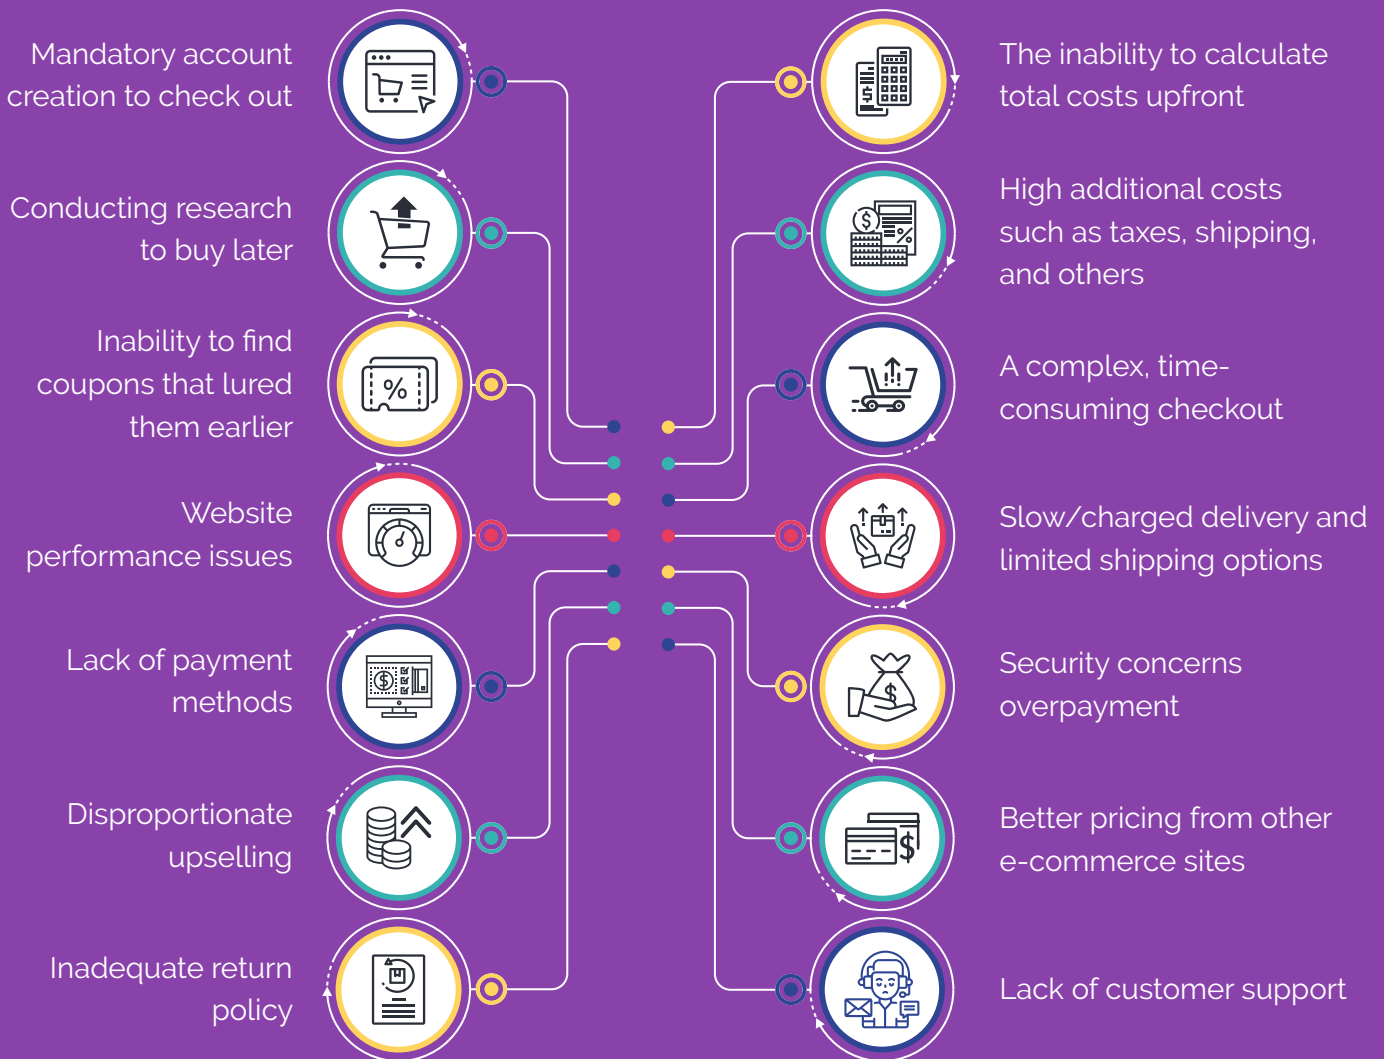 Mandatory account
creation to check out
Conducting research
to buy later
Inability to find
coupons that lured
them earlier
Website
performance issues
Lack of payment
methods
Disproportionate
upselling
Inadequate return
policy
The inability to calculate
total costs upfront
High additional costs
such as taxes, shipping,
and others
A complex, time-
consuming checkout
Slow/charged delivery and
limited shipping options
Security concerns
overpayment
Better pricing from other
e-commerce sites
Lack of customer support